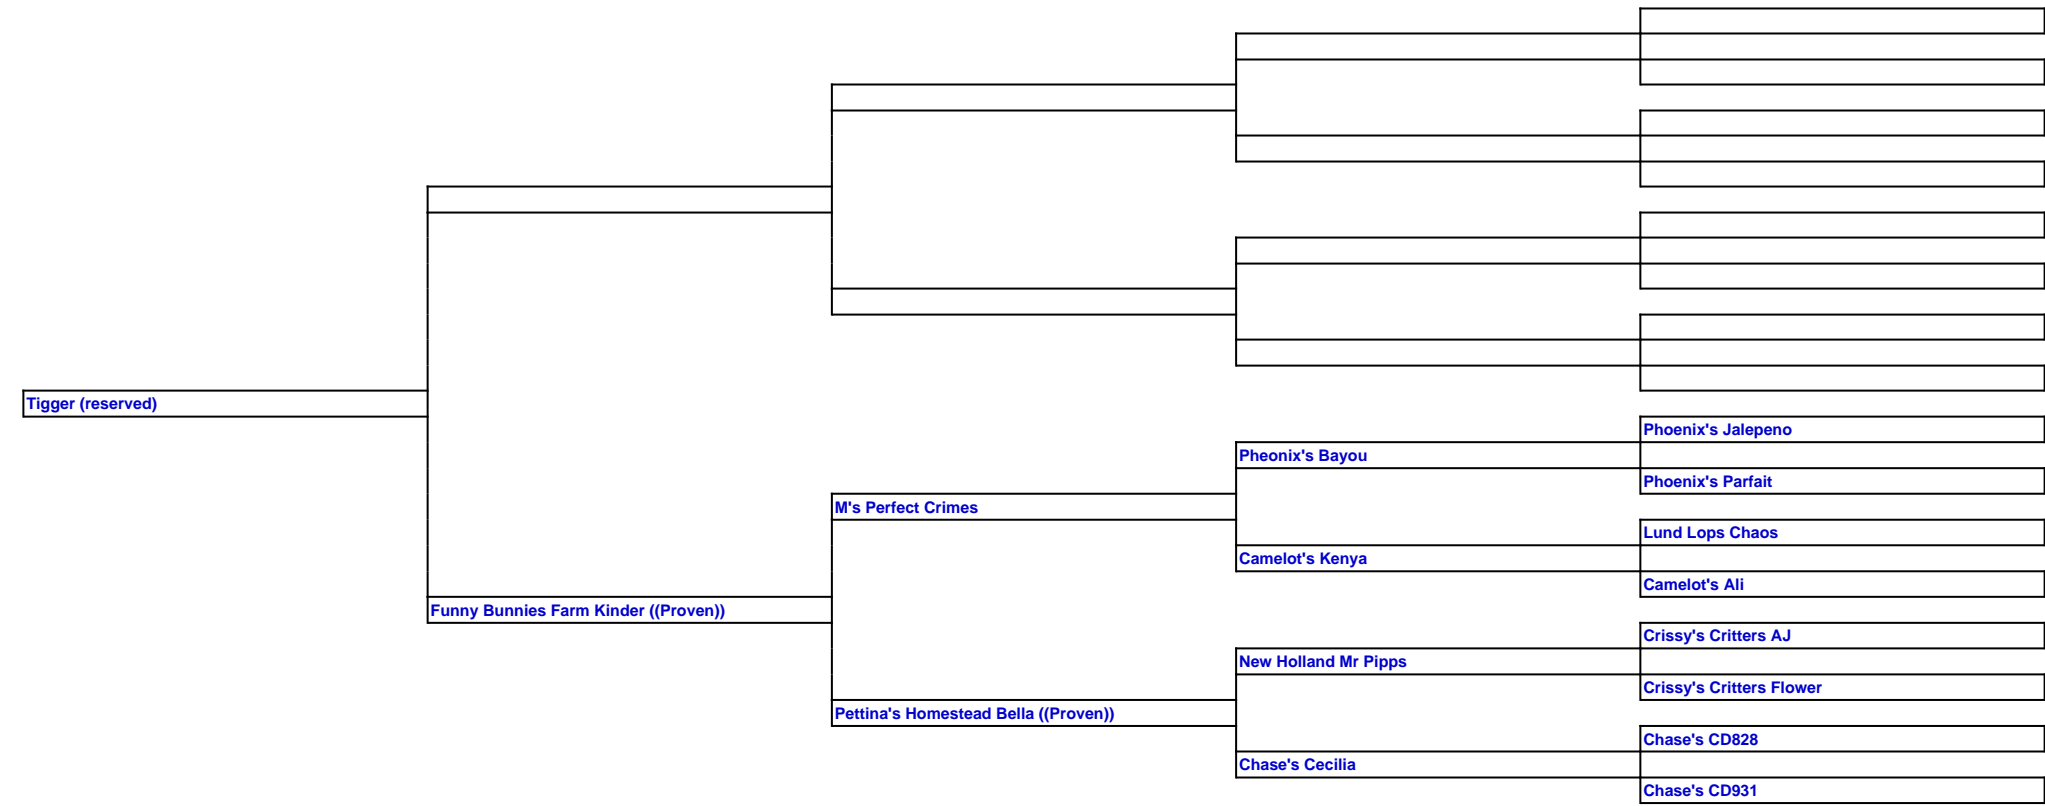 Tigger (reserved)
Phoenix's Jalepeno
Pheonix's Bayou
Phoenix's Parfait
M's Perfect Crimes
Lund Lops Chaos
Camelot's Kenya
Camelot's Ali
Funny Bunnies Farm Kinder ((Proven))
Crissy's Critters AJ
New Holland Mr Pipps
Crissy's Critters Flower
Pettina's Homestead Bella ((Proven))
Chase's CD828
Chase's Cecilia
Chase's CD931